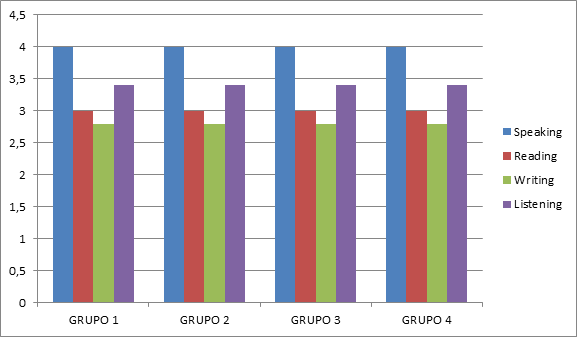 4,5
4
3,5
3
2,5
2
1,5
1
0,5
0
GRUPO 1 GRUPO 2 GRUPO 3 GRUPO 4
Speaking
Reading
Writing
Listening